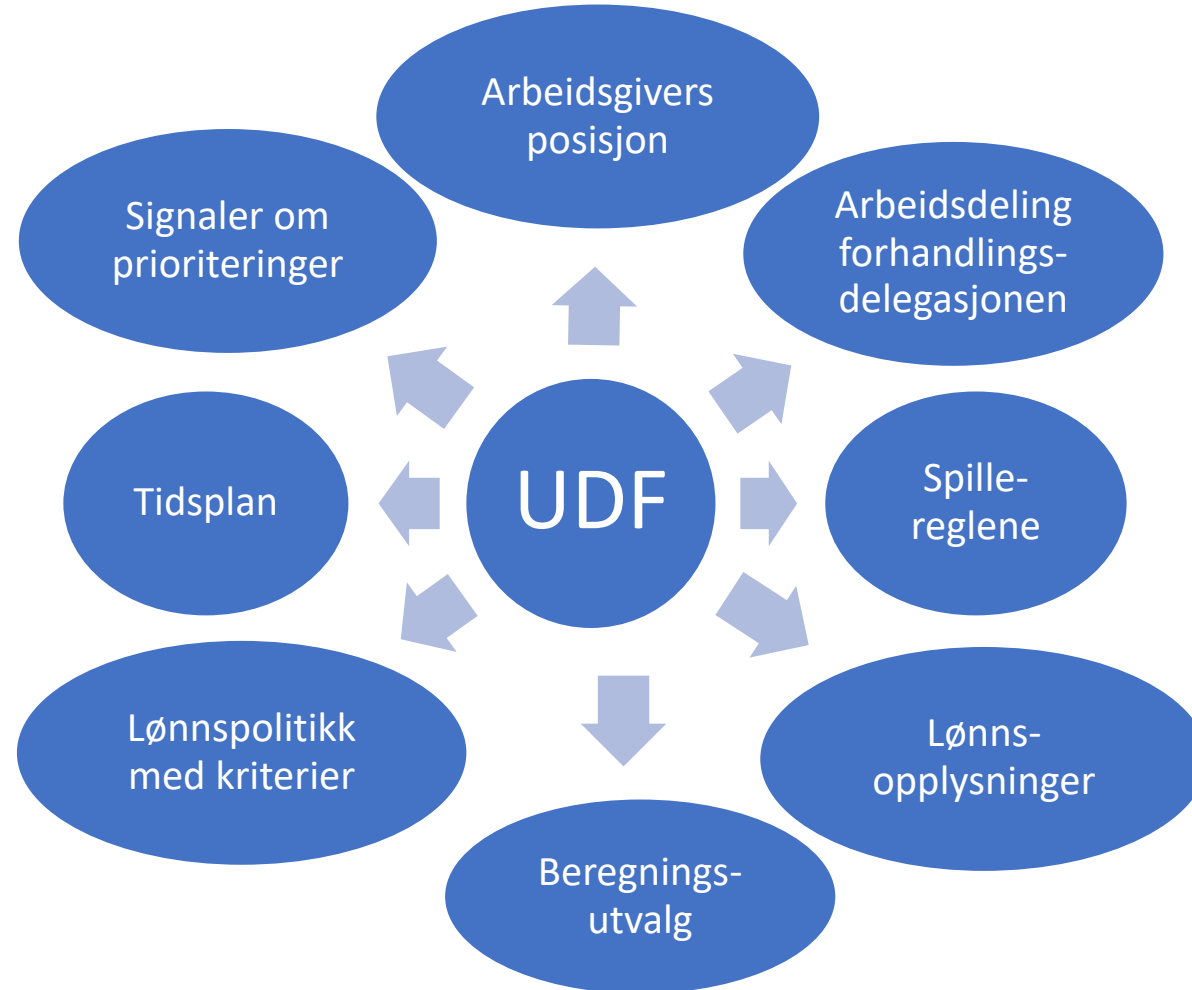 Arbeidsgivers
posisjon
Arbeidsdeling
forhandlings-
delegasjonen
Spille-
reglene
Lønns-
opplysninger
Beregnings-
utvalg
Lønnspolitikk
med kriterier
Tidsplan
Signaler om
prioriteringer
UDF